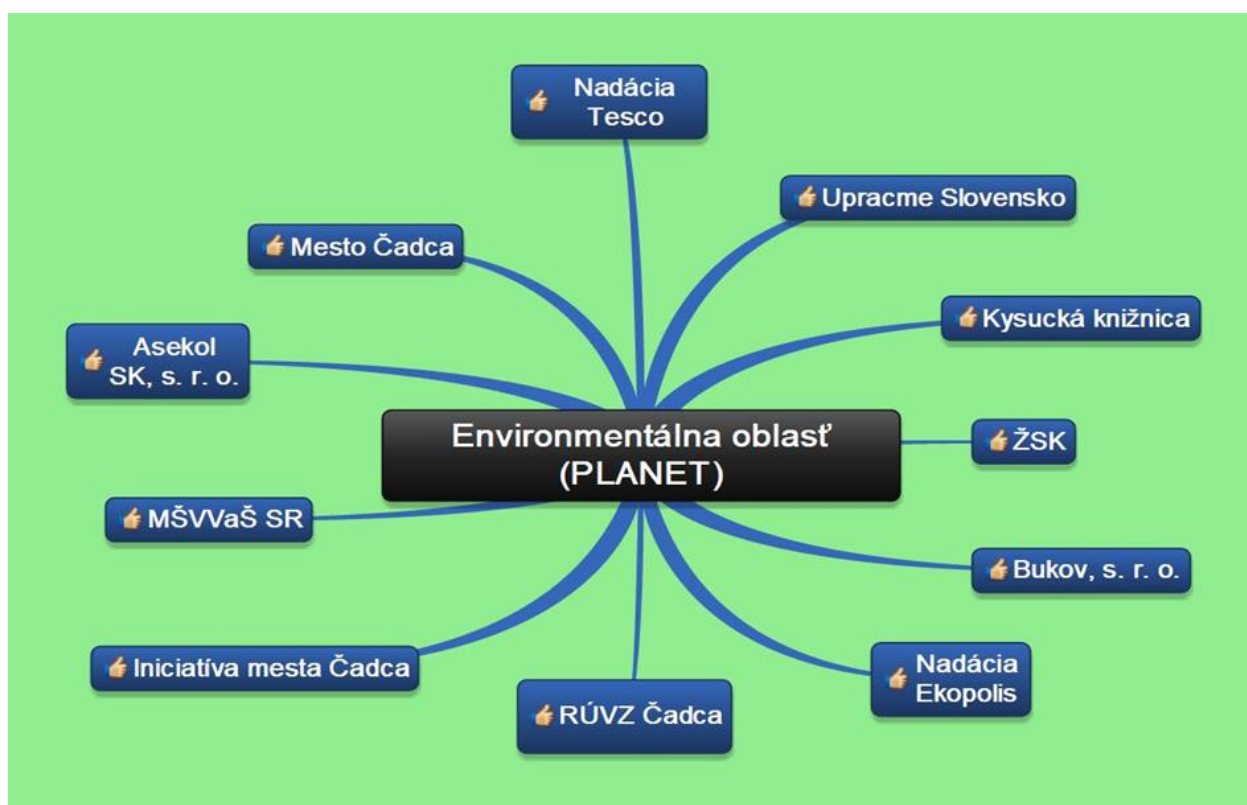 Nadácia
Tesco
Upracme Slovensko
Mesto Čadca
Kysucká knižnica
Asekol
SK, s. r. o.
Environmentálna oblasť
(PLANET)
ŽSK
MŠVVaŠ SR
Bukov, s. r. o.
Iniciatíva mesta Čadca
Nadácia
Ekopolis
RÚVZ Čadca